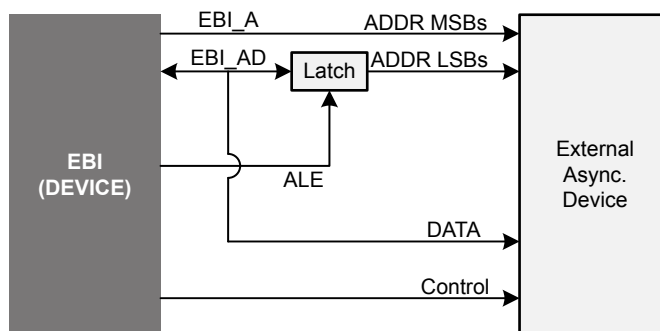 EBI_A ADDR MSBs
EBI_AD ADDR LSBs
Latch
EBI
(DEVICE)
ALE
External
Async.
Device
DATA
Control